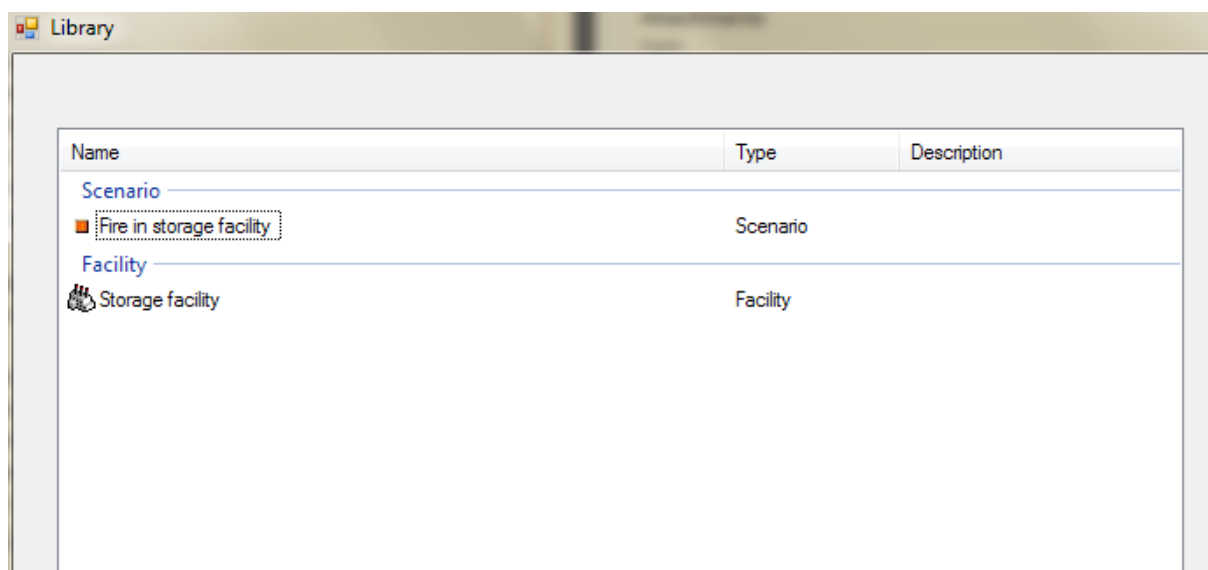 Library
Name Type Description
Scenario
Fire in storage facility Scenario
Facility
Storage facility Facility